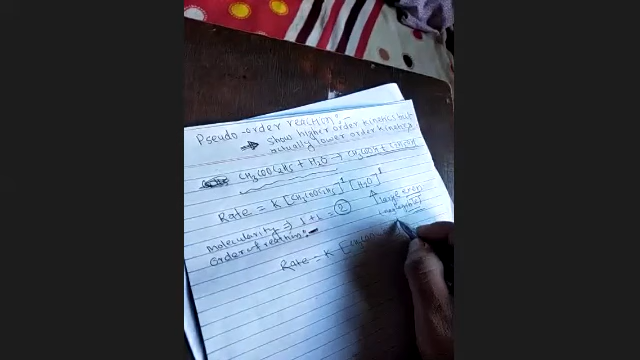 Pseudo-order reaction:-
→ Show higher order kinetics but
actually lower order kinetics
CH₃COOC₂H₅ + H₂O → CH₃COOH + C₂H₅OH
Rate = K [CH₃COOC₂H₅]¹ [H₂O]¹
↑ large
Molecularity ⇒ 1+1 = 2
Order of reaction:-
Rate = K [CH₃COO